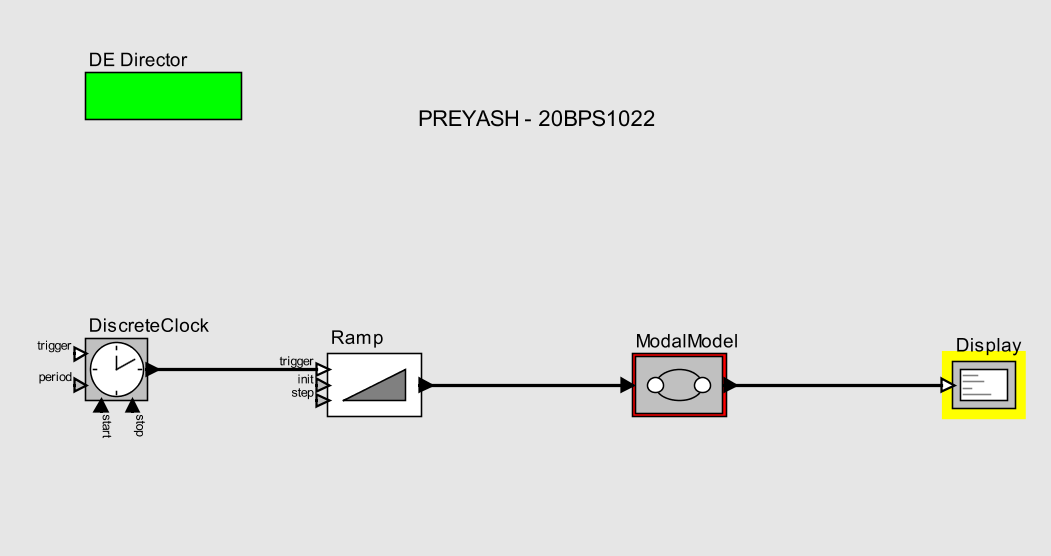 DE Director
PREYASH - 20BPS1022
DiscreteClock
trigger
period
start
stop
Ramp
trigger
init
step
ModalModel
Display